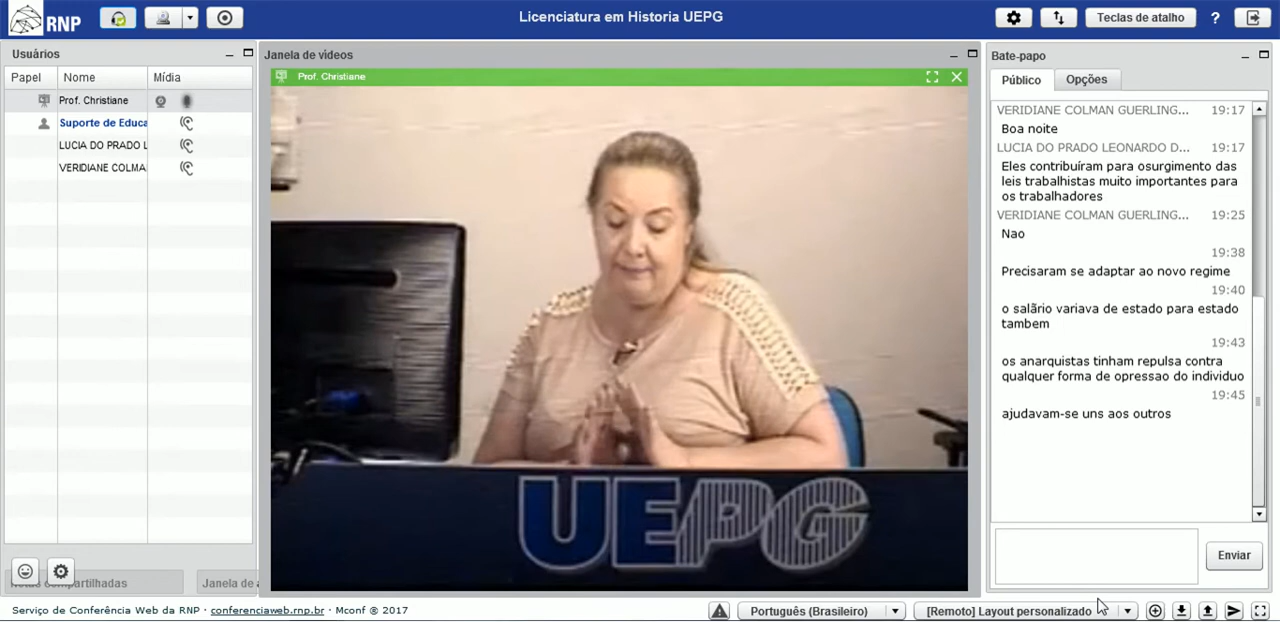 RNP
Licenciatura em Historia UEPG
Teclas de atalho
?
Usuários
Papel Nome Mídia
Prof. Christiane
Suporte de Educa
LUCIA DO PRADO L
VERIDIANE COLMA
Janela de vídeos
Prof. Christiane
UEPG
Bate-papo
Público Opções
VERIDIANE COLMAN GUERLING... 19:17
Boa noite
LUCIA DO PRADO LEONARDO D... 19:17
Eles contribuíram para osurgimento das
leis trabalhistas muito importantes para
os trabalhadores
VERIDIANE COLMAN GUERLING... 19:25
Nao
19:38
Precisaram se adaptar ao novo regime
19:40
o salãrio variava de estado para estado
tambem
19:43
os anarquistas tinham repulsa contra
qualquer forma de opressao do individuo
19:45
ajudavam-se uns aos outros
Enviar
Notas compartilhadas
Janela de
Serviço de Conferência Web da RNP · conferenciaweb.rnp.br · Mconf ® 2017
Português (Brasileiro)
[Remoto] Layout personalizado